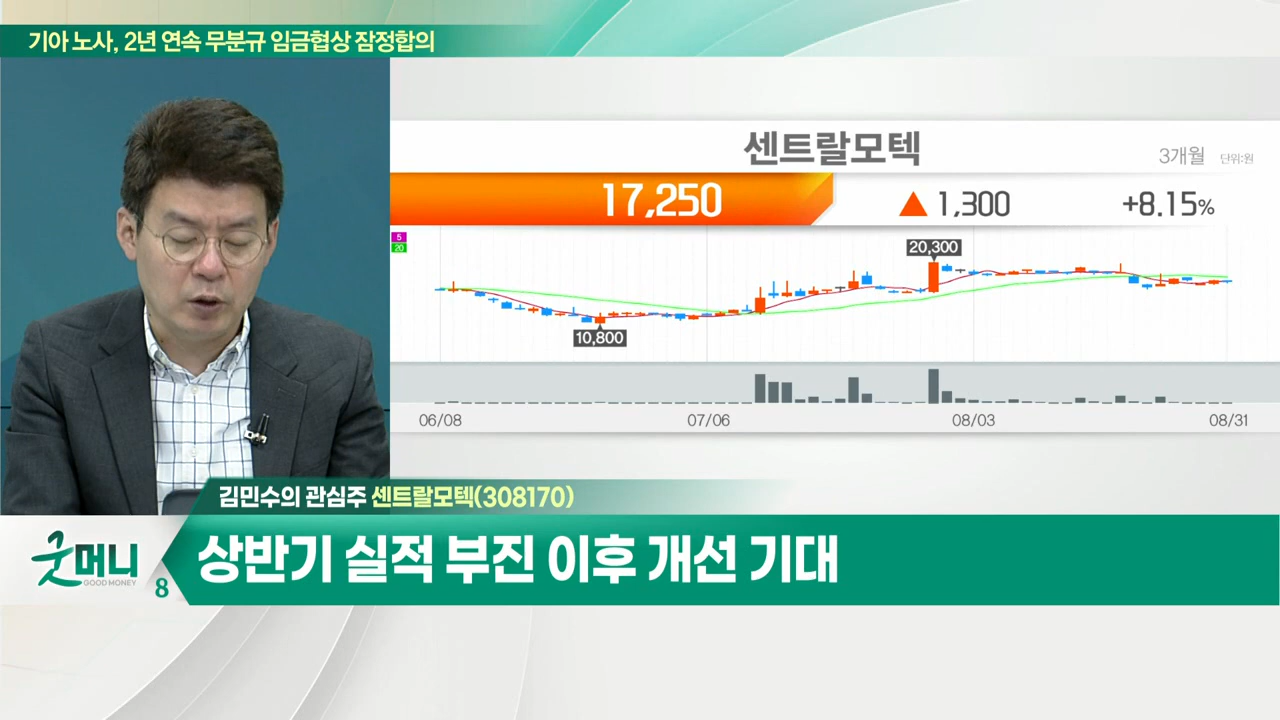 기아 노사, 2년 연속 무분규 임금협상 잠정합의
센트랄모텍
3개월 단위:원
17,250 ▲ 1,300 +8.15%
5
20
20,300
10,800
06/08 07/06 08/03 08/31
김민수의 관심주 센트랄모텍(308170)
상반기 실적 부진 이후 개선 기대
굿머니
GOOD MONEY
8